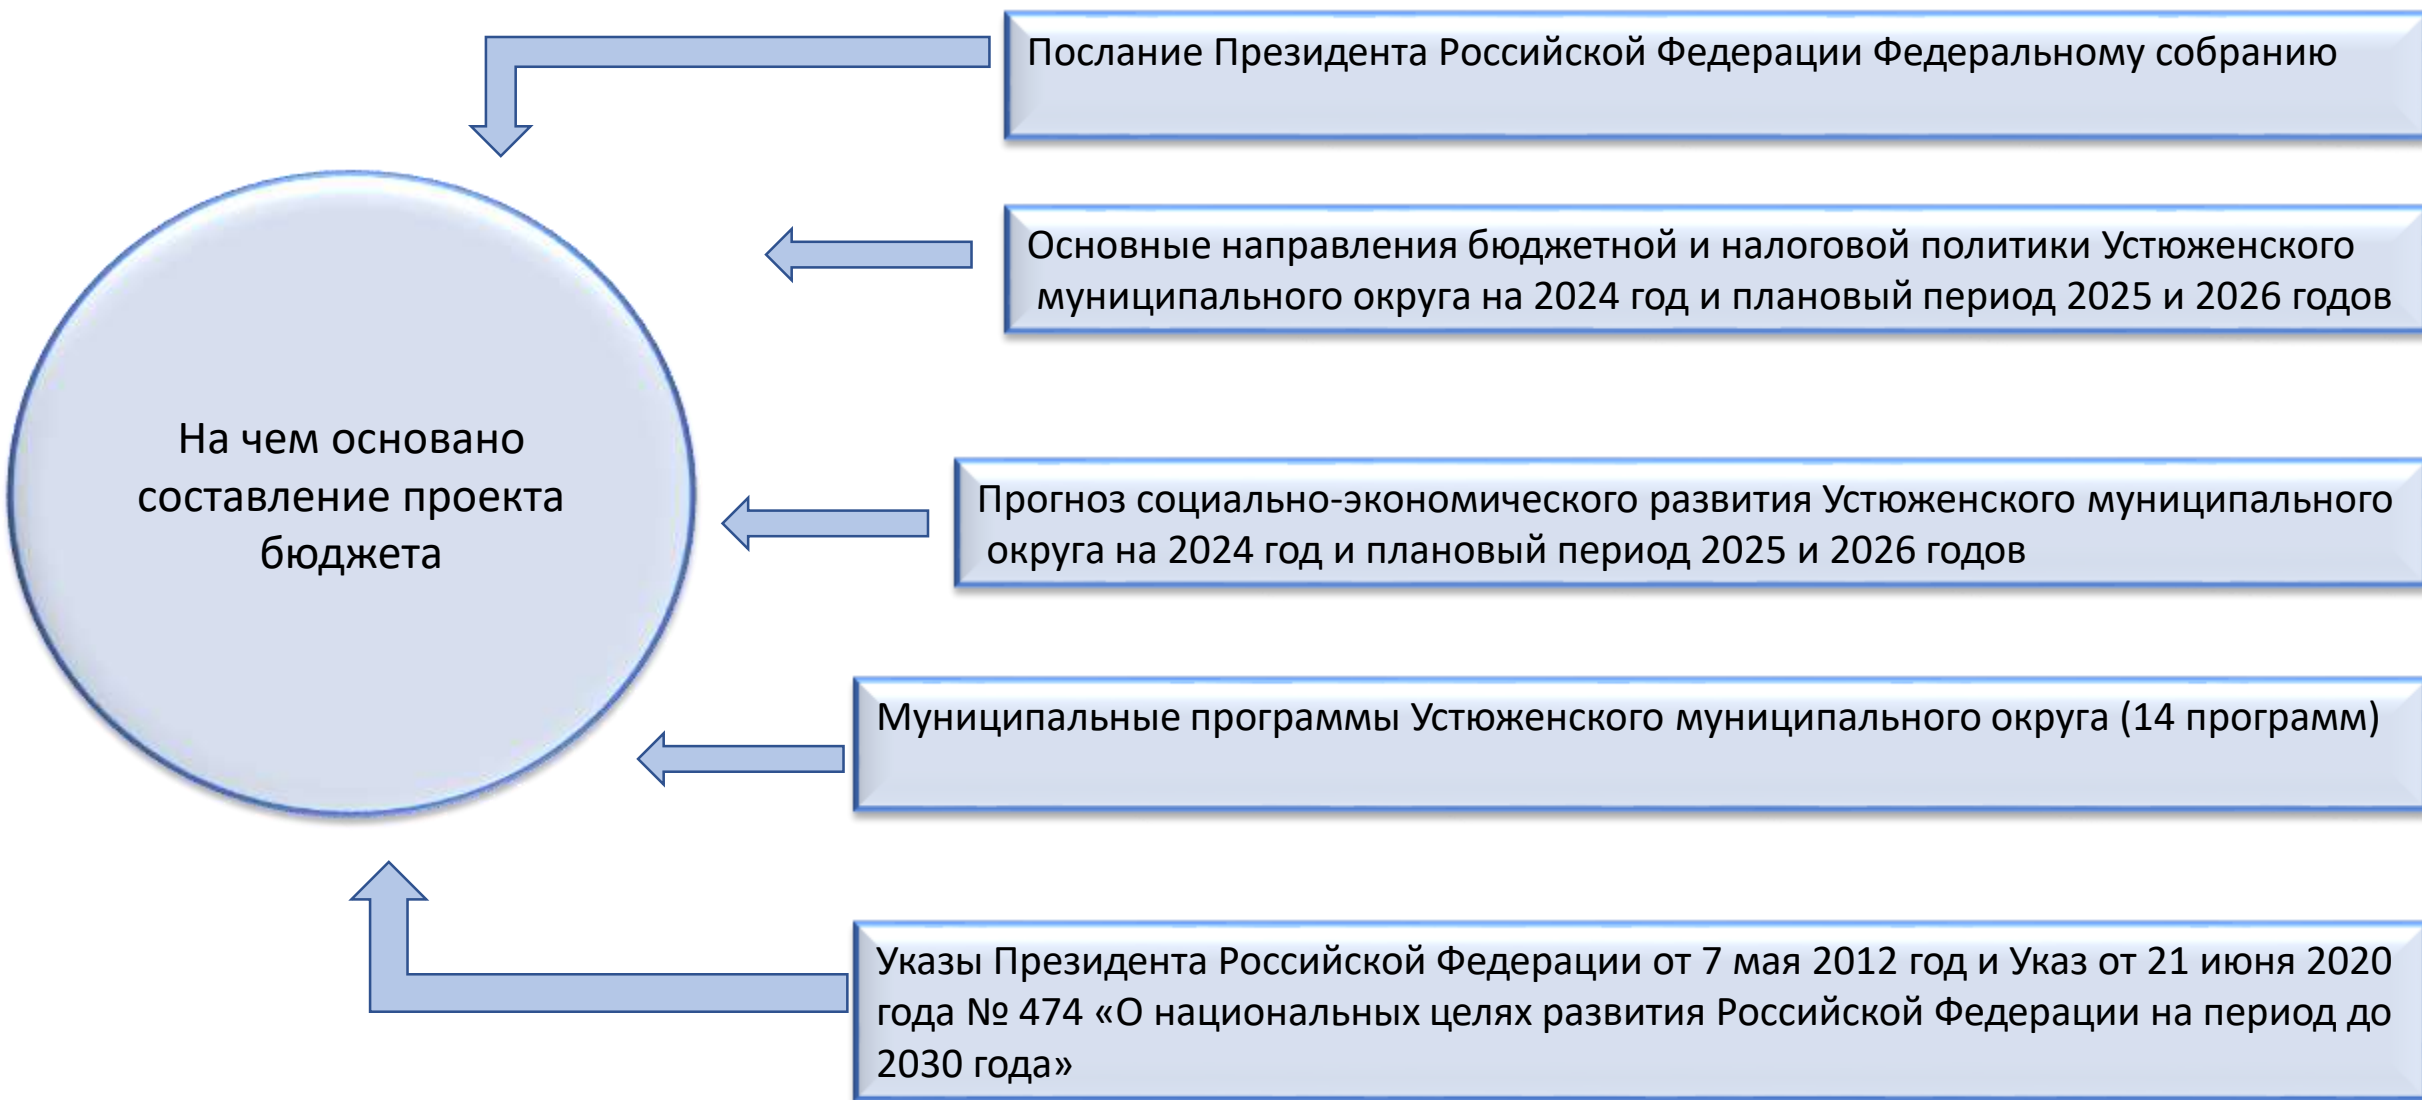 Послание Президента Российской Федерации Федеральному собранию
Основные направления бюджетной и налоговой политики Устюженского
муниципального округа на 2024 год и плановый период 2025 и 2026 годов
На чем основано
составление проекта
бюджета
Прогноз социально-экономического развития Устюженского муниципального
округа на 2024 год и плановый период 2025 и 2026 годов
Муниципальные программы Устюженского муниципального округа (14 программ)
Указы Президента Российской Федерации от 7 мая 2012 год и Указ от 21 июня 2020
года № 474 «О национальных целях развития Российской Федерации на период до
2030 года»